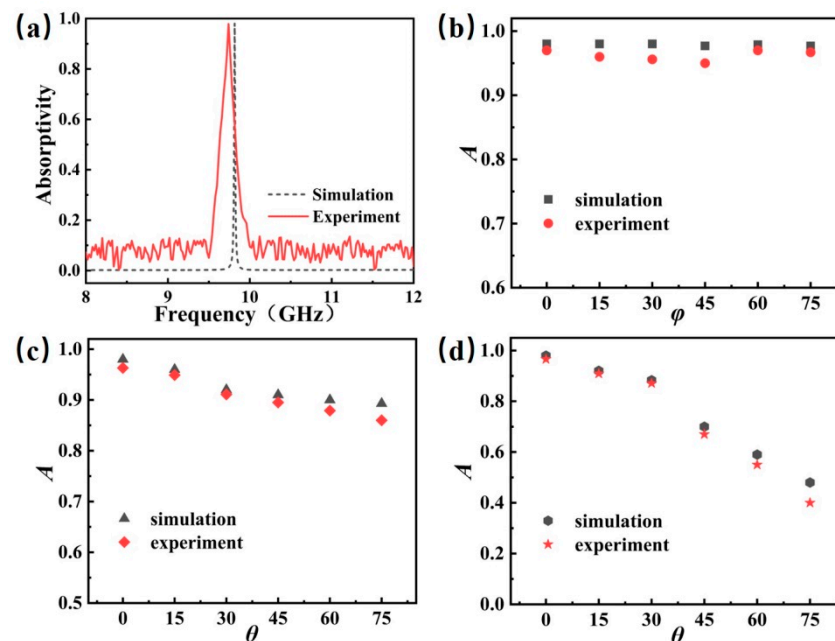 (a)
Absorptivity
1.0
0.8
0.6
0.4
0.2
0.0
Simulation
Experiment
8 9 10 11 12
Frequency（GHz）
(b)
A
1.0
0.9
0.8
0.7
0.6
simulation
experiment
0 15 30 45 60 75
φ
(c)
A
1.0
0.9
0.8
0.7
0.6
0.5
simulation
experiment
0 15 30 45 60 75
θ
(d)
A
1.0
0.8
0.6
0.4
0.2
0.0
simulation
experiment
0 15 30 45 60 75
θ